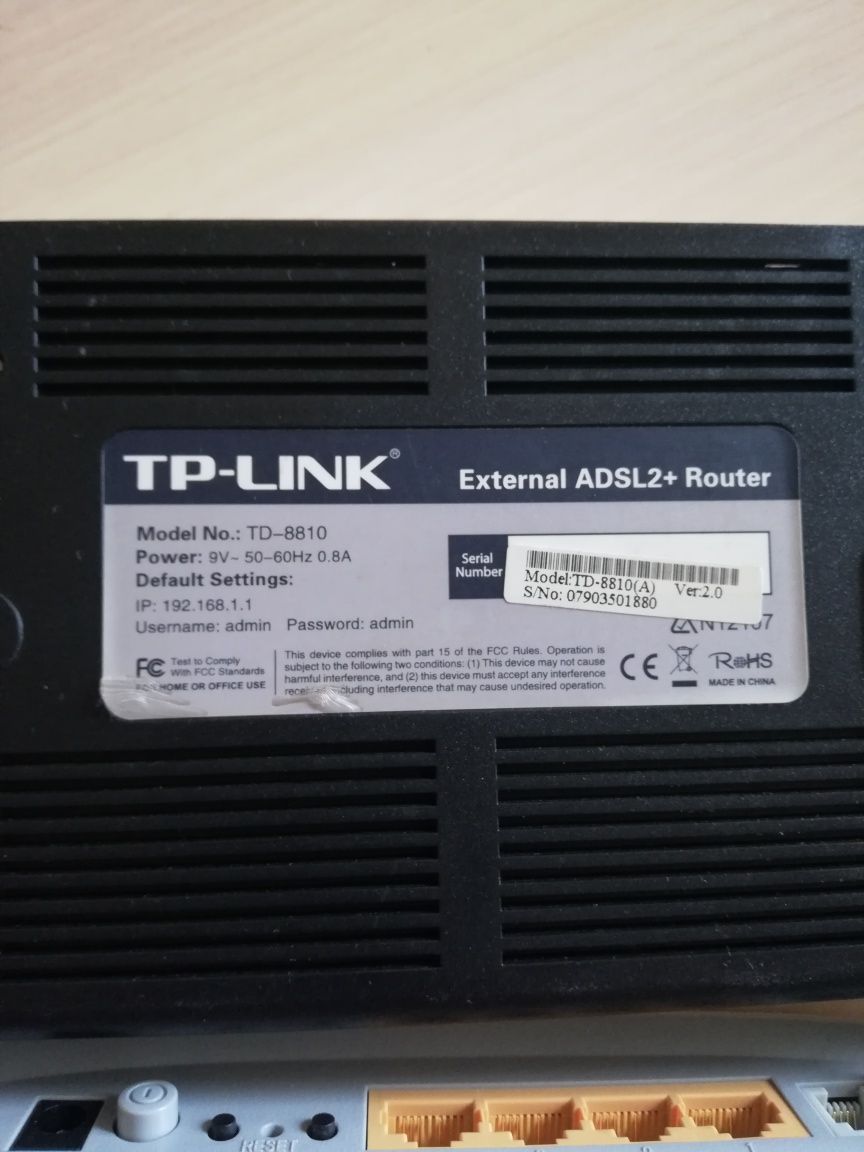 TP-LINK®
External ADSL2+ Router
Model No.: TD-8810
Power: 9V~ 50-60Hz 0.8A
Default Settings:
IP: 192.168.1.1
Username: admin Password: admin
Serial
Number
Model:TD-8810(A) Ver:2.0
S/No: 07903501880
FC Test to Comply
With FCC Standards
HOME OR OFFICE USE
This device complies with part 15 of the FCC Rules. Operation is
subject to the following two conditions: (1) This device may not cause
harmful interference, and (2) this device must accept any interference
including interference that may cause undesired operation.
CE
RoHS
MADE IN CHINA
RESET
1